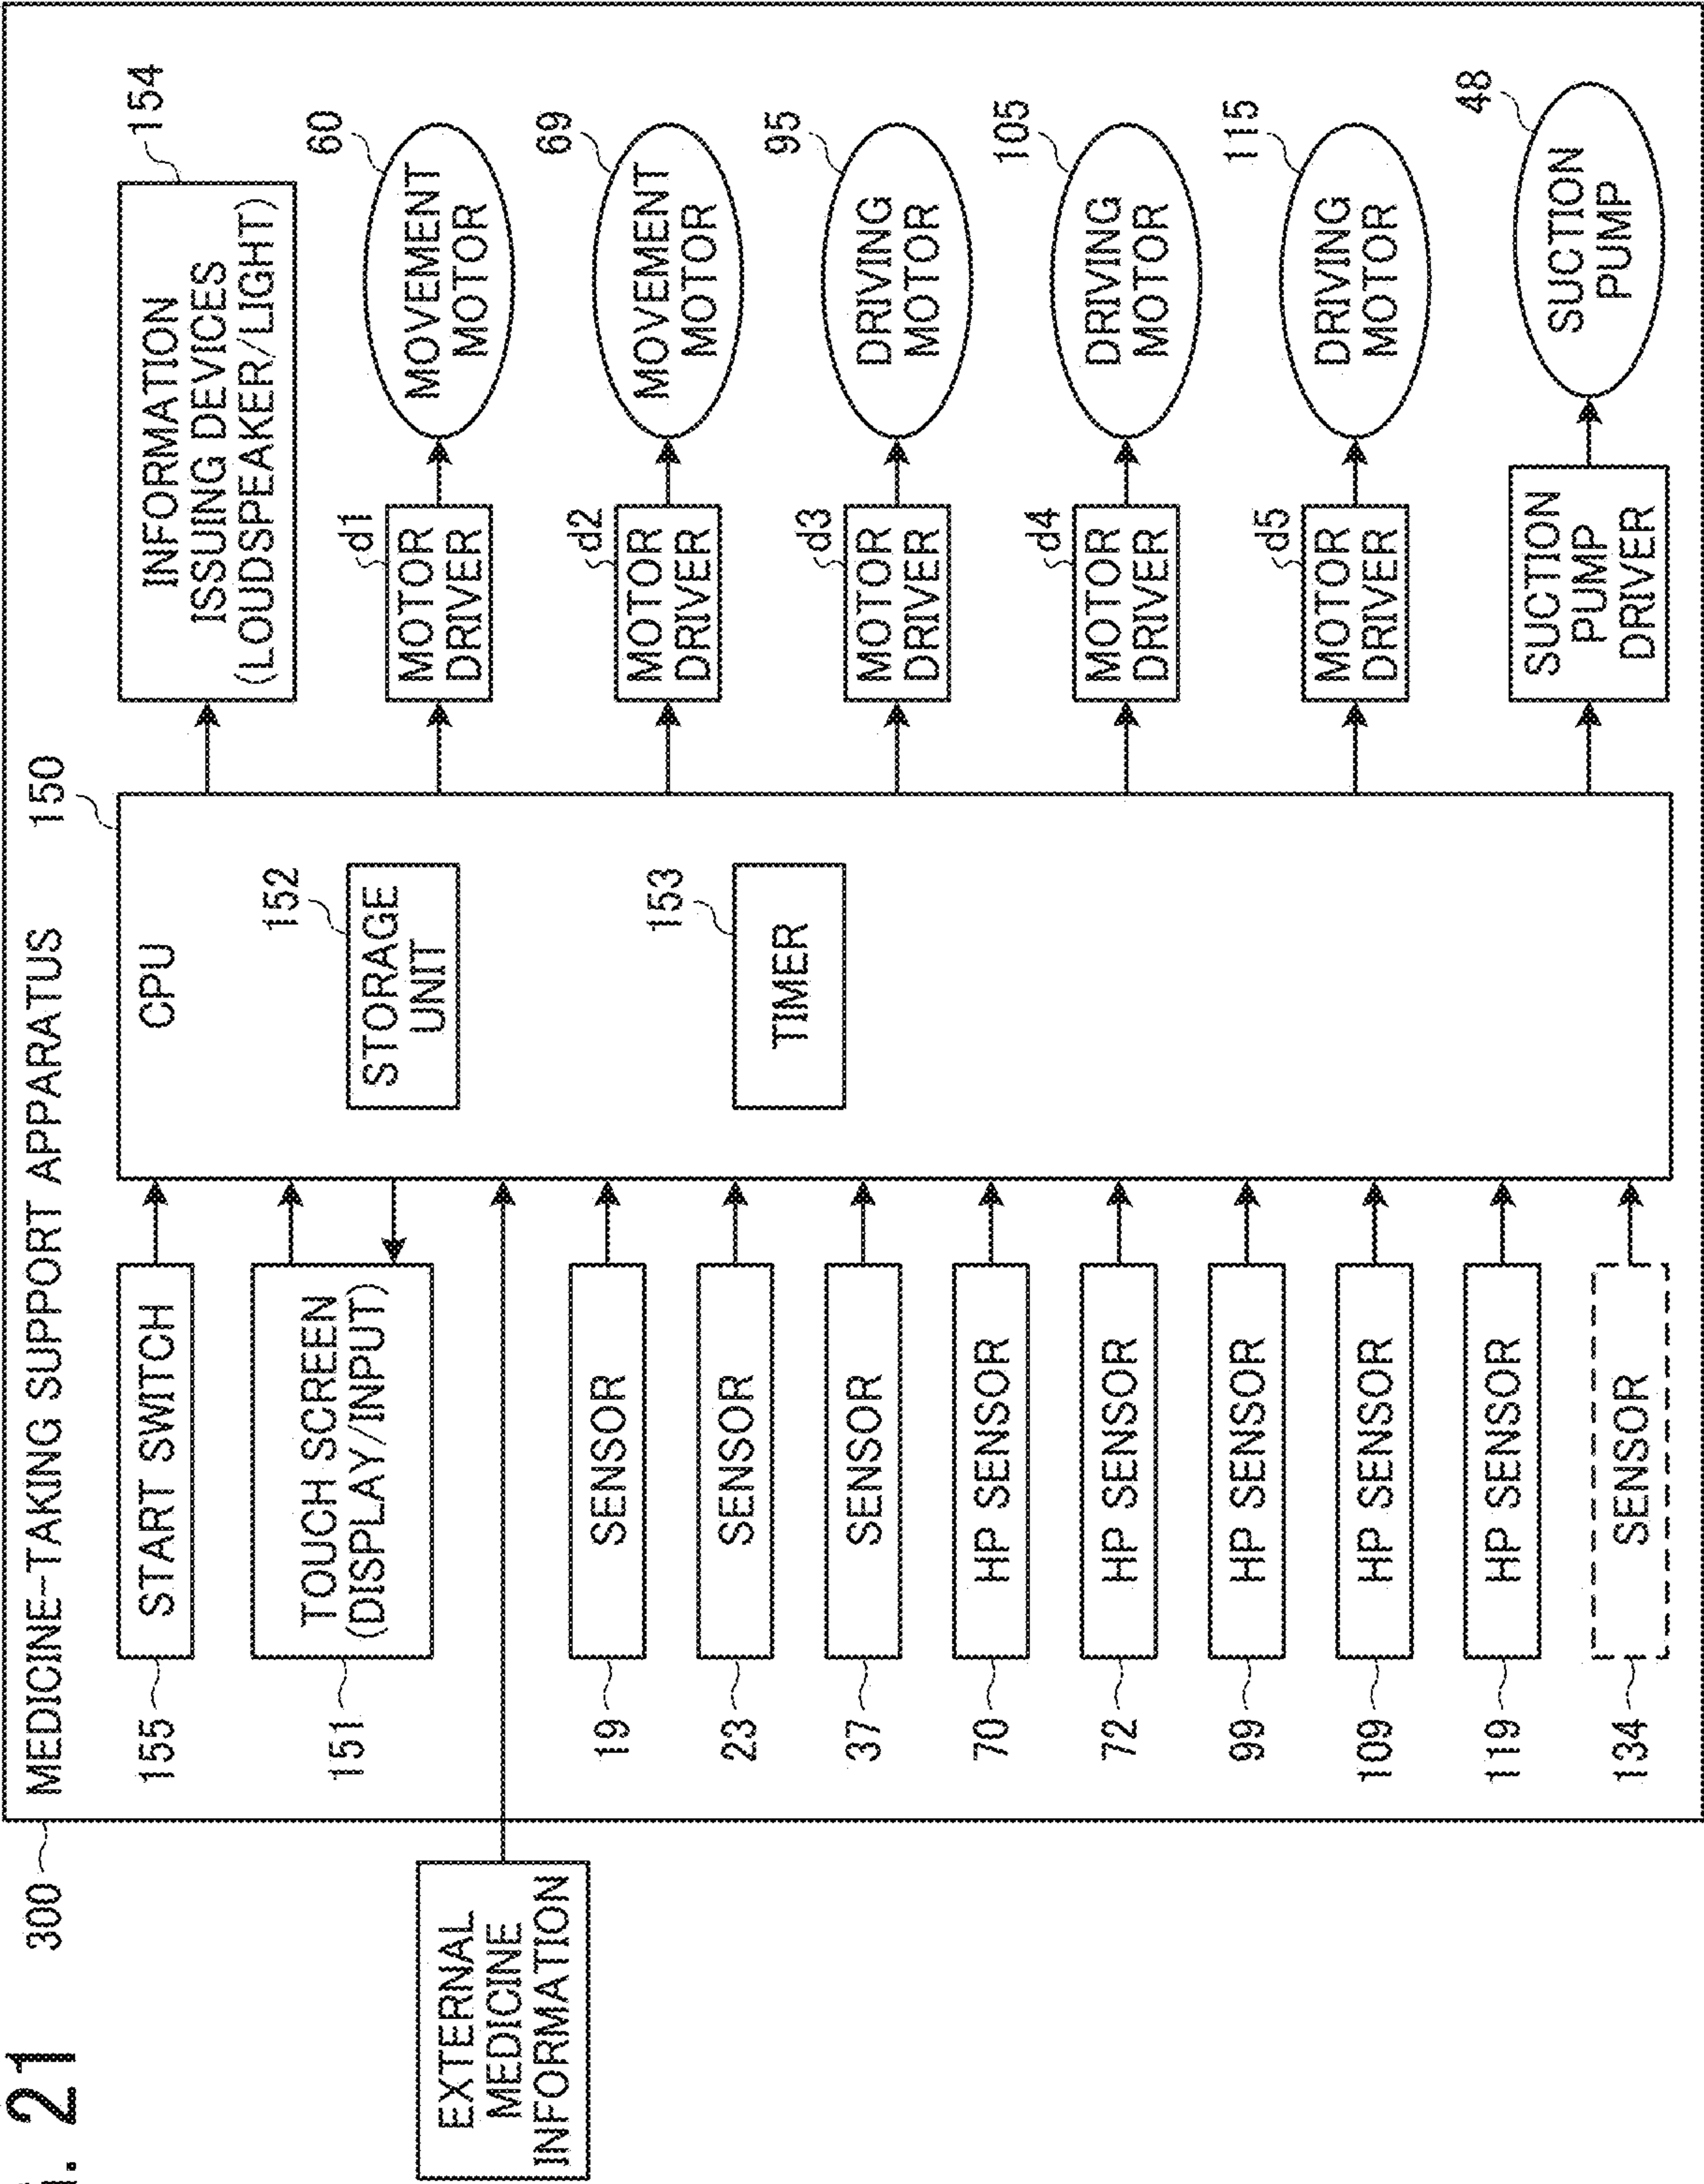 . 21
300
MEDICINE-TAKING SUPPORT APPARATUS
150
EXTERNAL
MEDICINE
INFORMATION
155
START SWITCH
151
TOUCH SCREEN
(DISPLAY/INPUT)
19
SENSOR
23
SENSOR
37
SENSOR
70
HP SENSOR
72
HP SENSOR
99
HP SENSOR
109
HP SENSOR
119
HP SENSOR
134
SENSOR
CPU
152
STORAGE
UNIT
153
TIMER
154
INFORMATION
ISSUING DEVICES
(LOUDSPEAKER/LIGHT)
d1
MOTOR
DRIVER
60
MOVEMENT
MOTOR
d2
MOTOR
DRIVER
69
MOVEMENT
MOTOR
d3
MOTOR
DRIVER
95
DRIVING
MOTOR
d4
MOTOR
DRIVER
105
DRIVING
MOTOR
d5
MOTOR
DRIVER
115
DRIVING
MOTOR
SUCTION
PUMP
DRIVER
48
SUCTION
PUMP